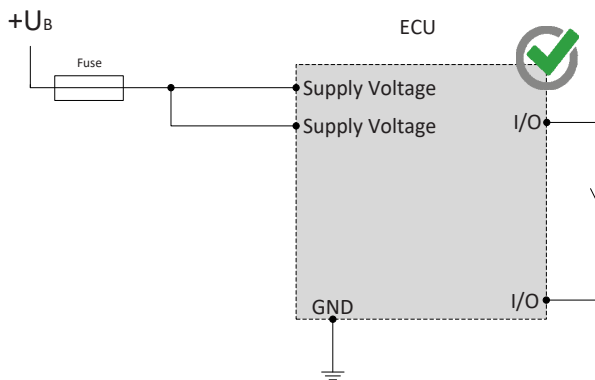 +UB
ECU
Fuse
Supply Voltage
Supply Voltage
I/O
I/O
GND